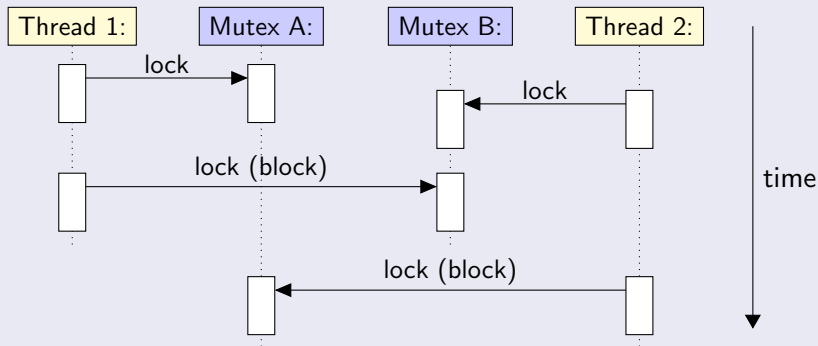 Thread 1:
Mutex A:
Mutex B:
Thread 2:
lock
lock
lock (block)
time
lock (block)